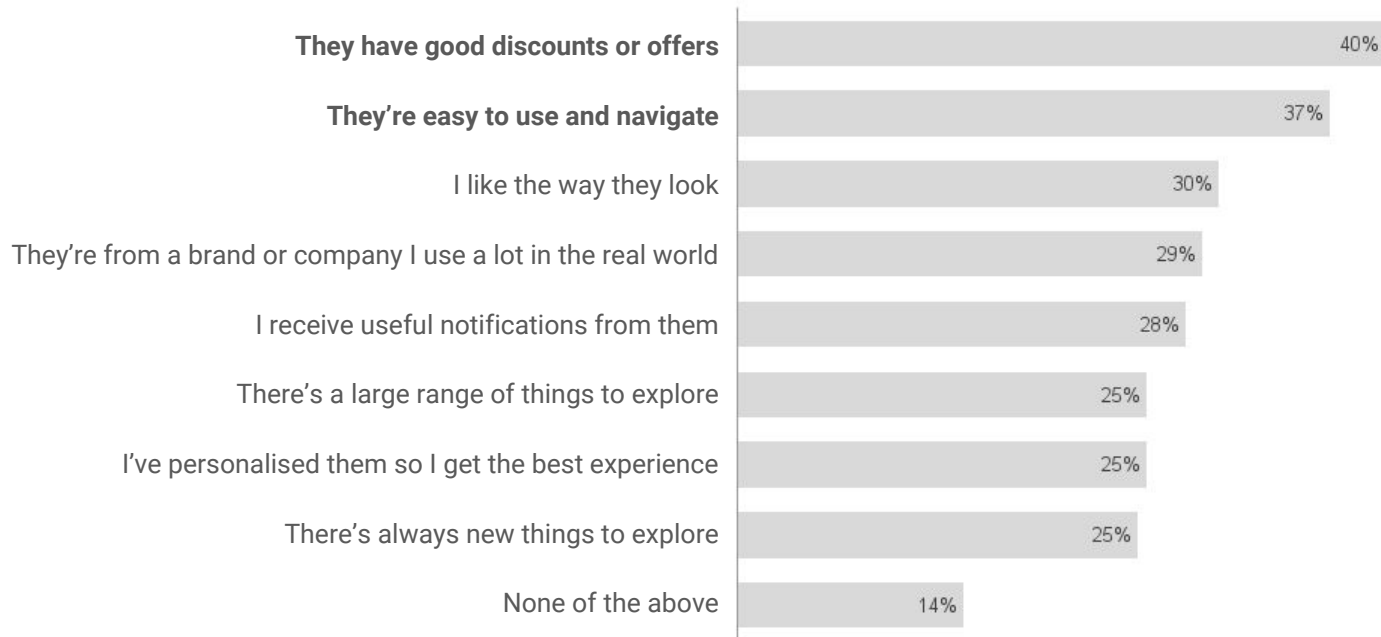 They have good discounts or offers 40%
They’re easy to use and navigate 37%
I like the way they look 30%
They’re from a brand or company I use a lot in the real world 29%
I receive useful notifications from them 28%
There’s a large range of things to explore 25%
I’ve personalised them so I get the best experience 25%
There’s always new things to explore 25%
None of the above 14%